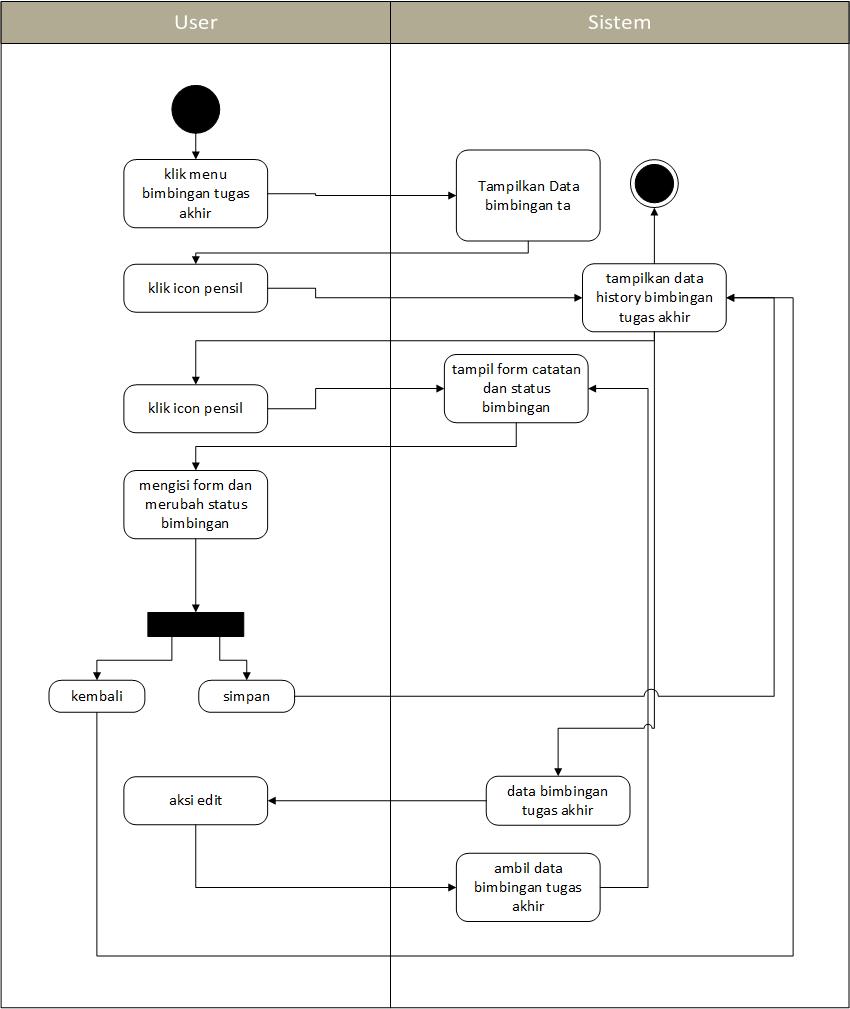 User
Sistem
klik menu
bimbingan tugas
akhir
Tampilkan Data
bimbingan ta
klik icon pensil
tampilkan data
history bimbingan
tugas akhir
klik icon pensil
tampil form catatan
dan status
bimbingan
mengisi form dan
merubah status
bimbingan
kembali
simpan
aksi edit
data bimbingan
tugas akhir
ambil data
bimbingan tugas
akhir